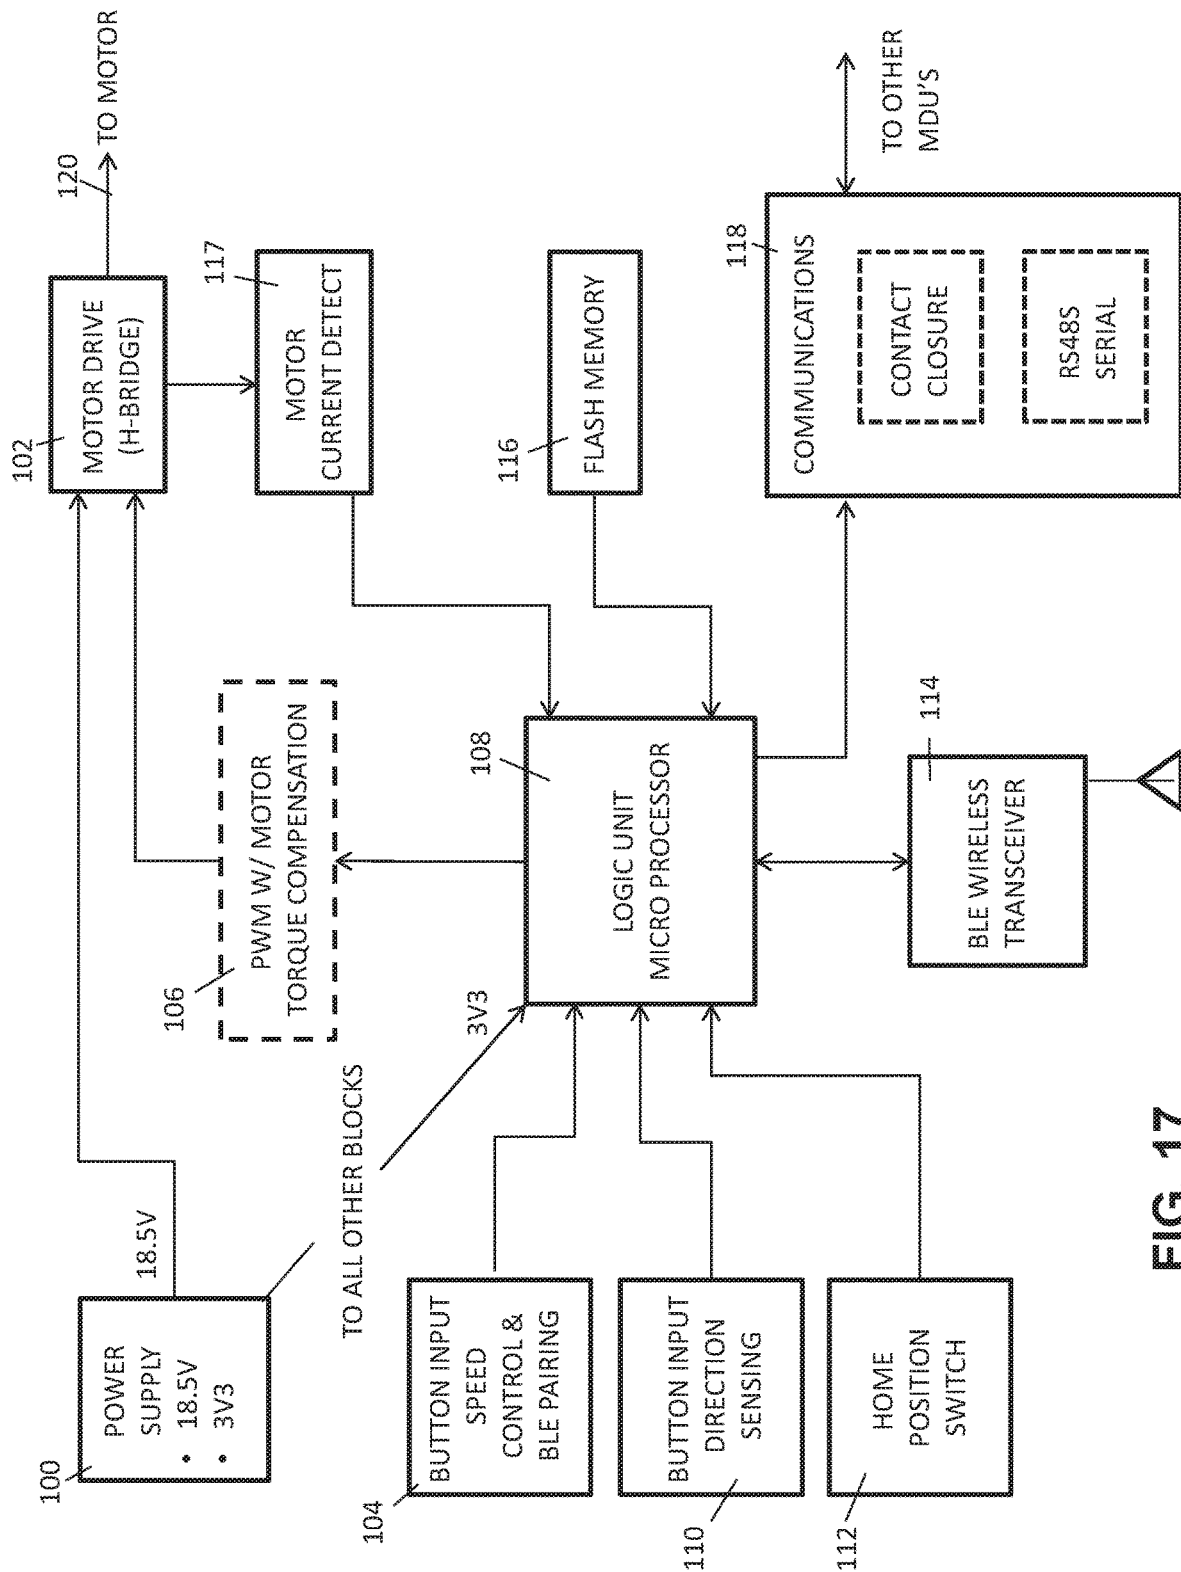 100
POWER
SUPPLY
• 18.5V
• 3V3
18.5V
102
MOTOR DRIVE
(H-BRIDGE)
120
TO MOTOR
TO ALL OTHER BLOCKS
106
PWM W/ MOTOR
TORQUE COMPENSATION
117
MOTOR
CURRENT DETECT
104
BUTTON INPUT
SPEED
CONTROL &
BLE PAIRING
3V3
108
LOGIC UNIT
MICRO PROCESSOR
116
FLASH MEMORY
110
BUTTON INPUT
DIRECTION
SENSING
112
HOME
POSITION
SWITCH
114
BLE WIRELESS
TRANSCEIVER
118
COMMUNICATIONS
CONTACT
CLOSURE
RS48S
SERIAL
TO OTHER
MDU'S
FIG. 17